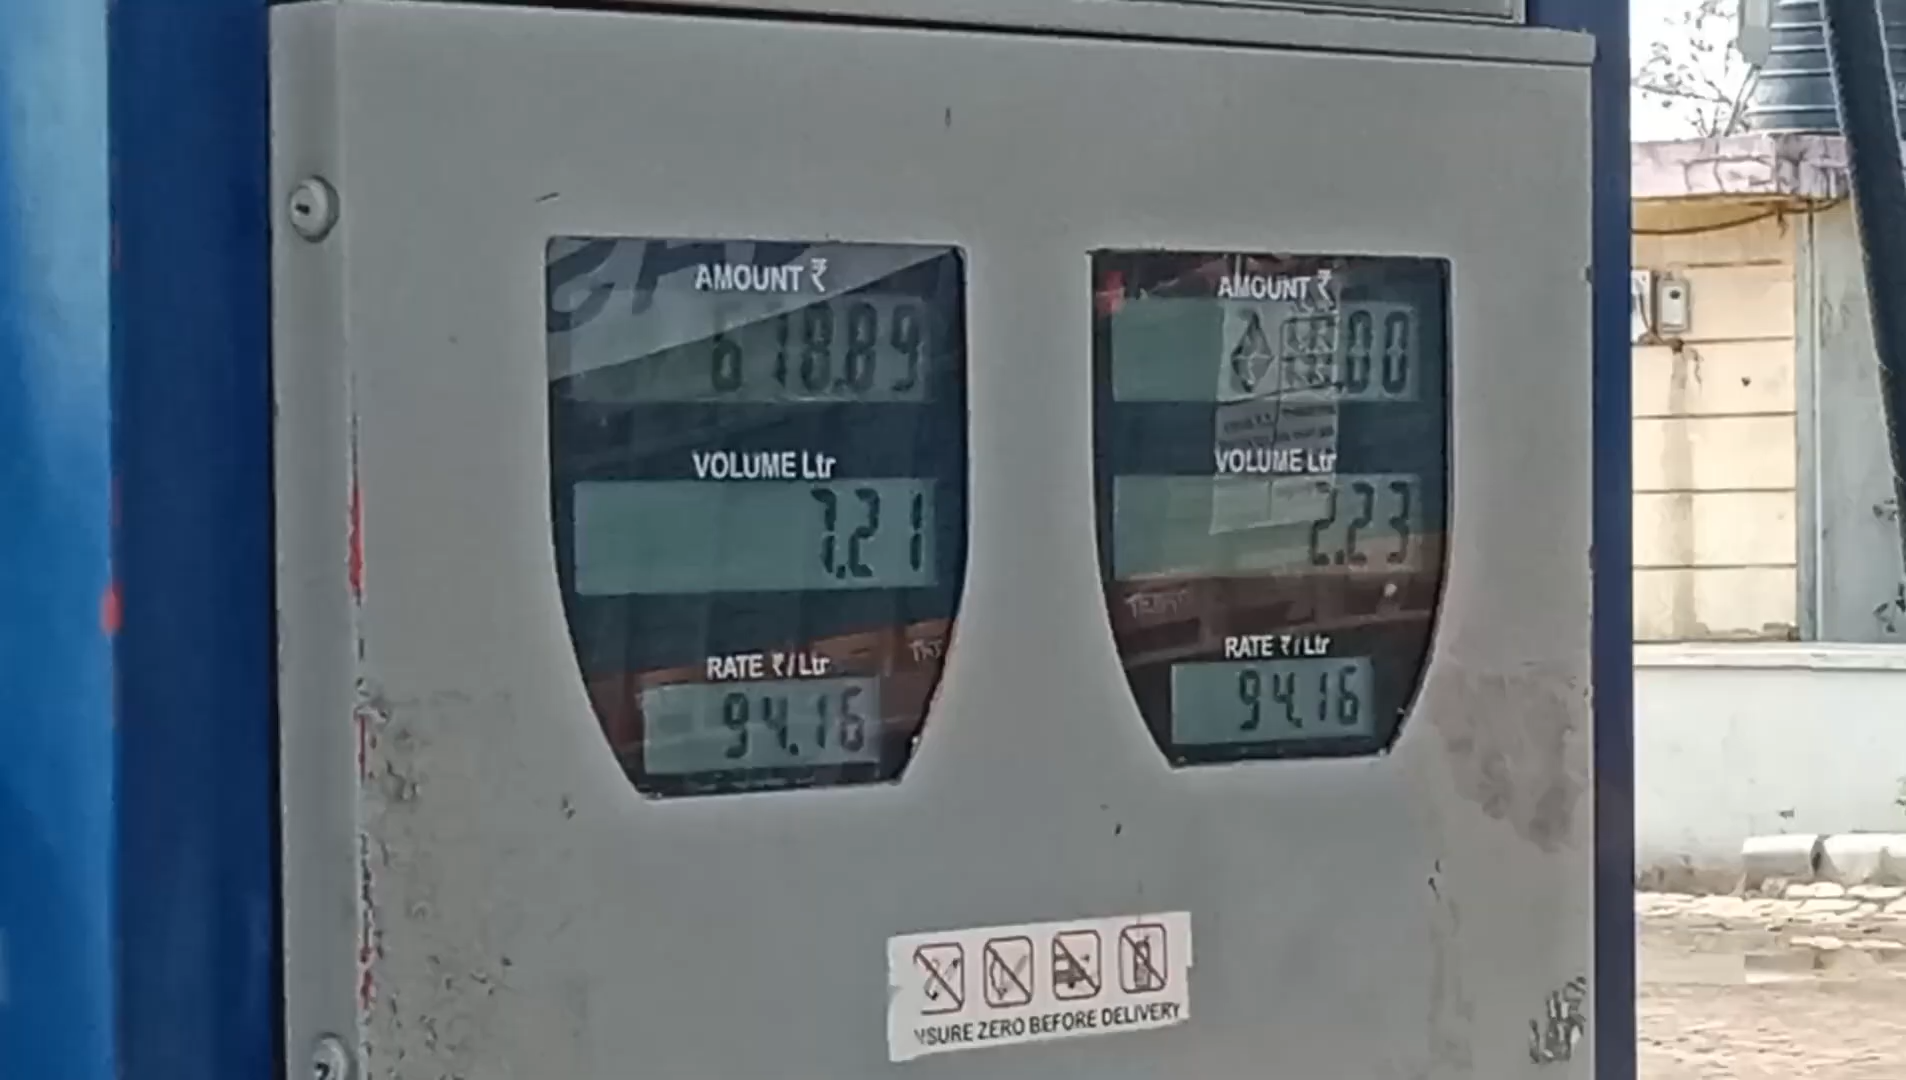 AMOUNT ₹
618.89
VOLUME Ltr
7.21
RATE ₹/Ltr
94.16
AMOUNT ₹
.00
VOLUME Ltr
2.23
RATE ₹/Ltr
94.16
SURE ZERO BEFORE DELIVERY